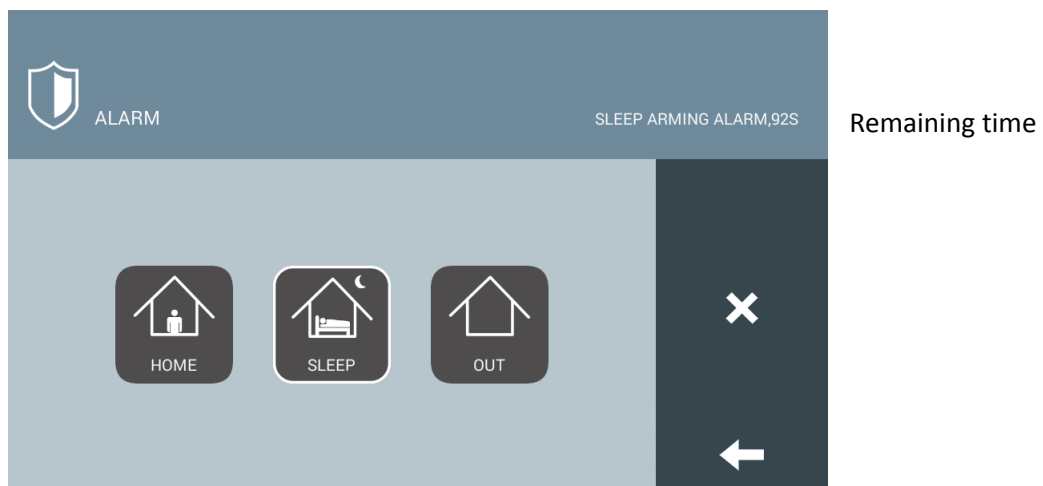 ALARM
SLEEP ARMING ALARM,92S
Remaining time
HOME
SLEEP
OUT